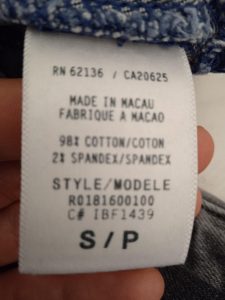 RN 62136 / CA20625
MADE IN MACAU
FABRIQUE A MACAO
98% COTTON/COTON
2% SPANDEX/SPANDEX
STYLE/MODELE
R0181600100
C# IBF1439
S / P